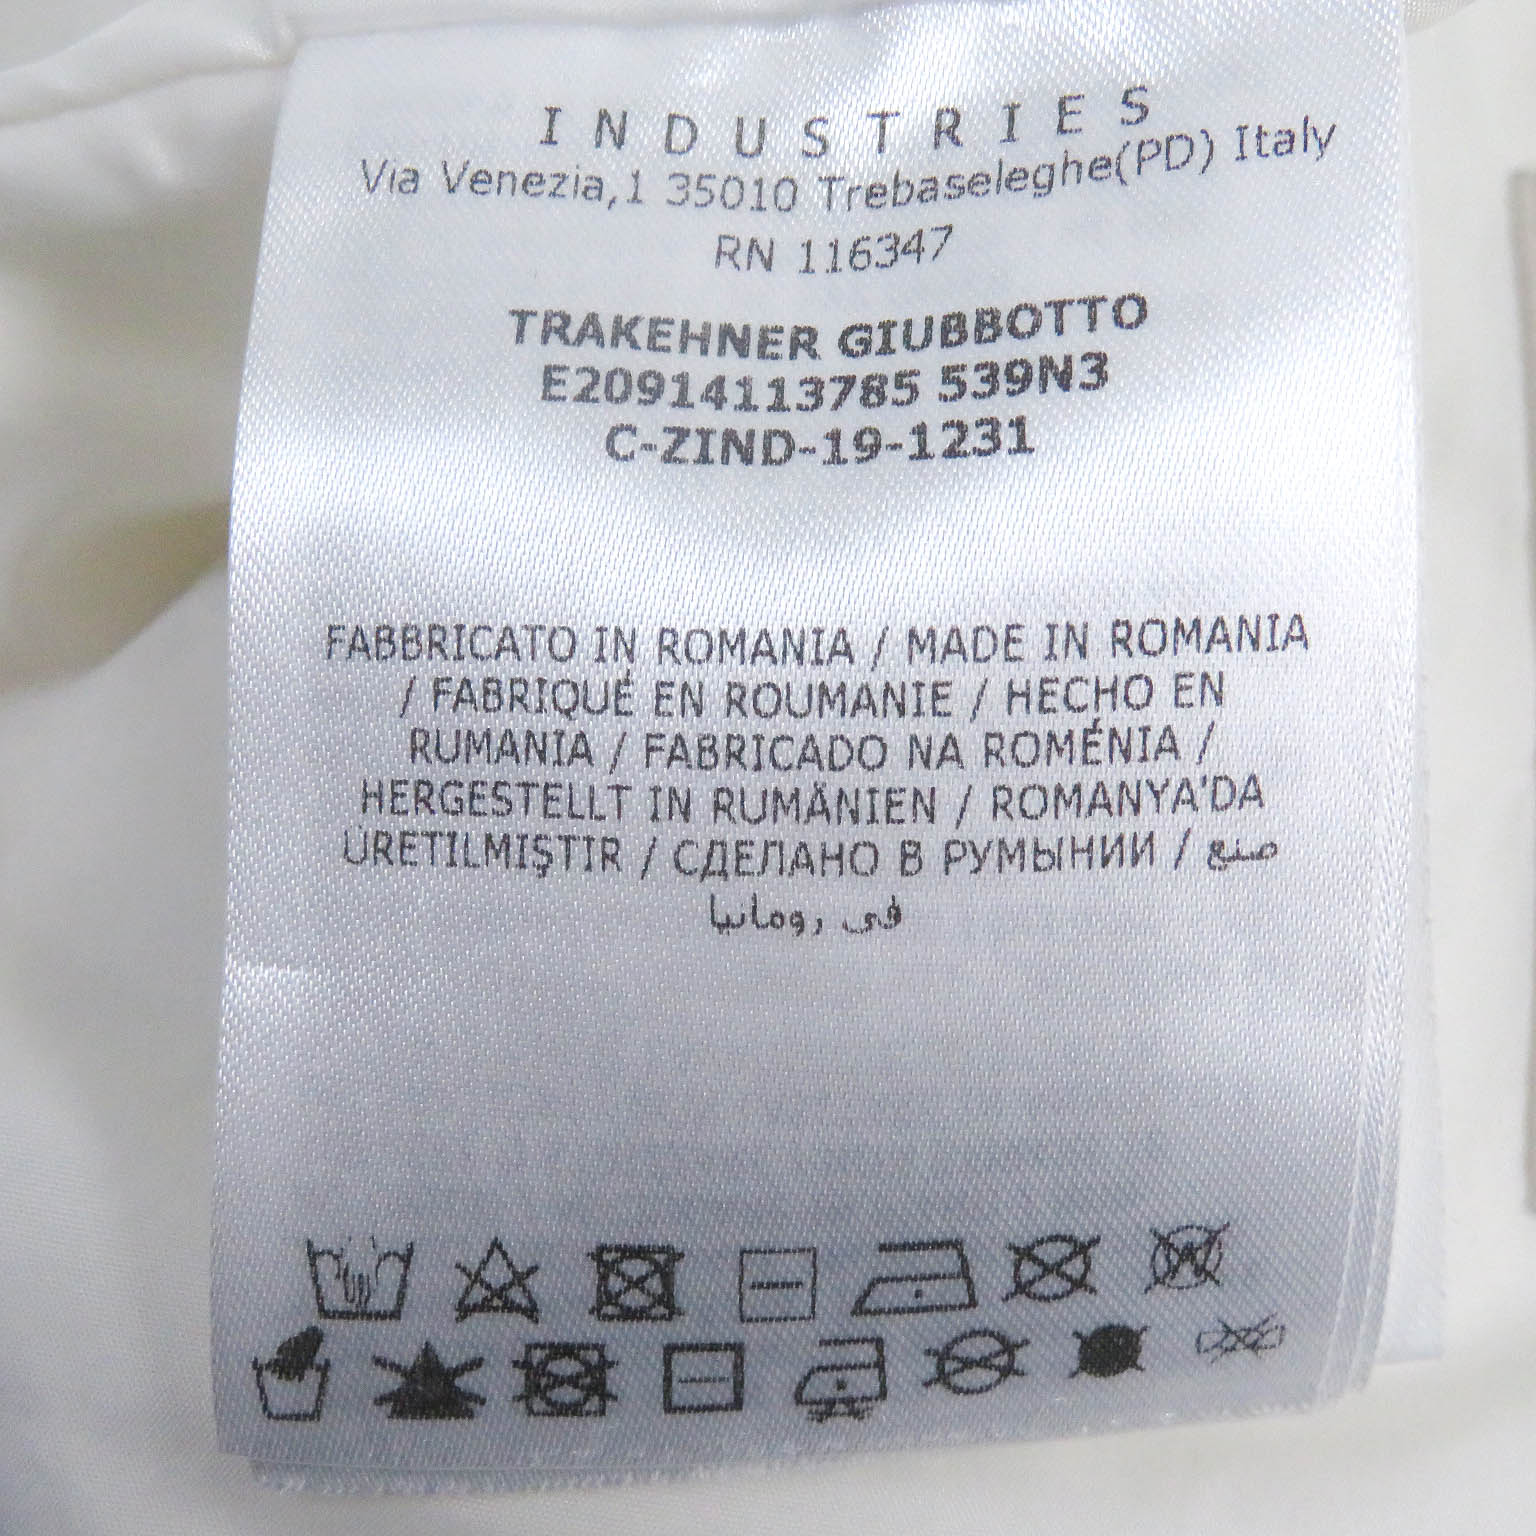 INDUSTRIES
Via Venezia,1 35010 Trebaseleghe(PD) Italy
RN 116347
TRAKEHNER GIUBBOTTO
E20914113785 539N3
C-ZIND-19-1231
FABBRICATO IN ROMANIA / MADE IN ROMANIA
/ FABRIQUÉ EN ROUMANIE / HECHO EN
RUMANIA / FABRICADO NA ROMÉNIA /
HERGESTELLT IN RUMÄNIEN / ROMANYA'DA
ÜRETILMIŞTIR / СДЕЛАНО В РУМЫНИИ / صنع
في رومانيا